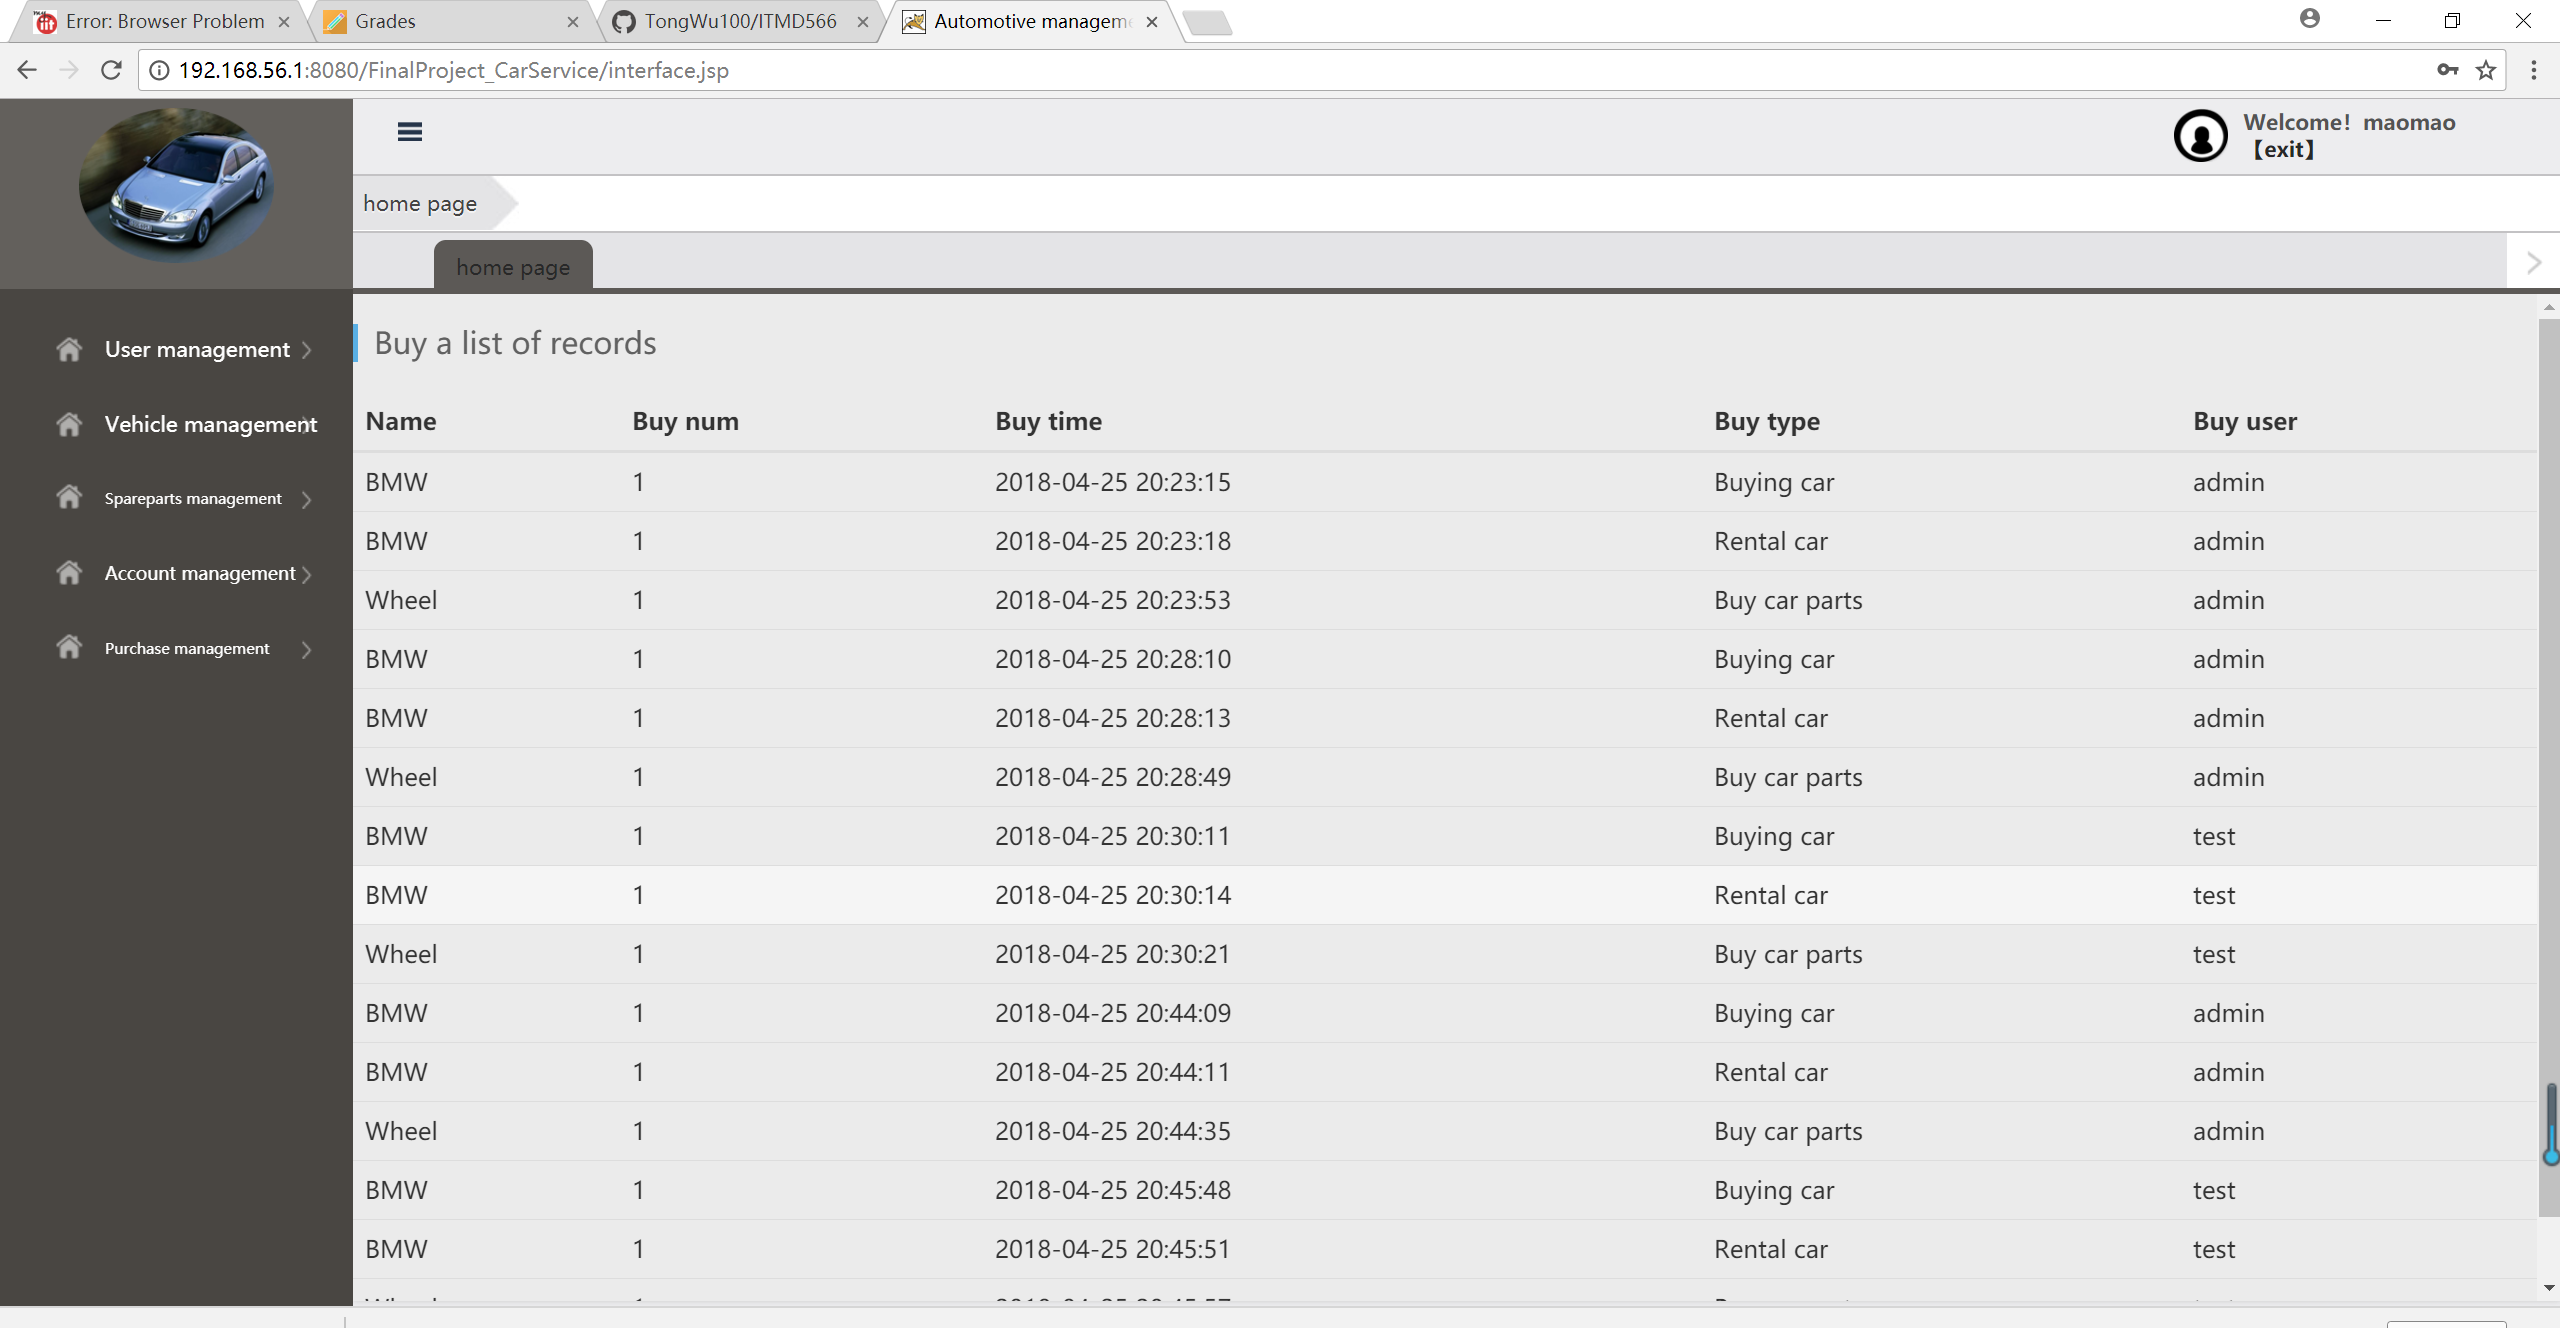 Error: Browser Problem
Grades
TongWu100/ITMD566
Automotive managem
192.168.56.1:8080/FinalProject_CarService/interface.jsp
Welcome！maomao
【exit】
home page
home page
User management
Vehicle management
Spareparts management
Account management
Purchase management
Buy a list of records
Name Buy num Buy time Buy type Buy user
BMW 1 2018-04-25 20:23:15 Buying car admin
BMW 1 2018-04-25 20:23:18 Rental car admin
Wheel 1 2018-04-25 20:23:53 Buy car parts admin
BMW 1 2018-04-25 20:28:10 Buying car admin
BMW 1 2018-04-25 20:28:13 Rental car admin
Wheel 1 2018-04-25 20:28:49 Buy car parts admin
BMW 1 2018-04-25 20:30:11 Buying car test
BMW 1 2018-04-25 20:30:14 Rental car test
Wheel 1 2018-04-25 20:30:21 Buy car parts test
BMW 1 2018-04-25 20:44:09 Buying car admin
BMW 1 2018-04-25 20:44:11 Rental car admin
Wheel 1 2018-04-25 20:44:35 Buy car parts admin
BMW 1 2018-04-25 20:45:48 Buying car test
BMW 1 2018-04-25 20:45:51 Rental car test